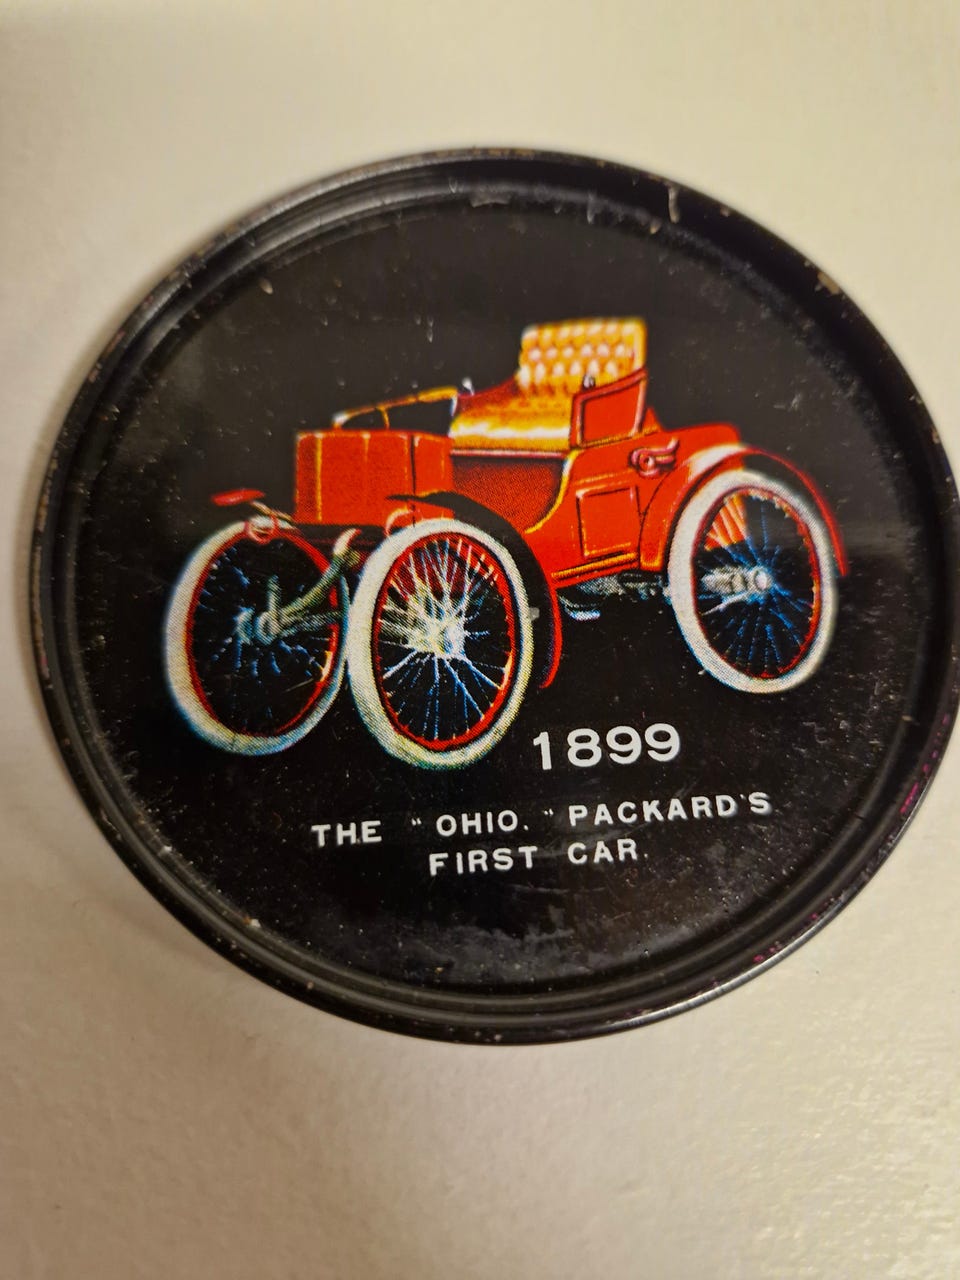 1899
THE "OHIO." PACKARD'S
FIRST CAR.